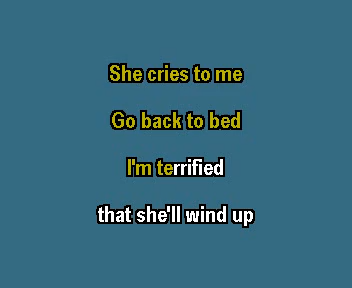 She cries to me
Go back to bed
I'm terrified
that she'll wind up